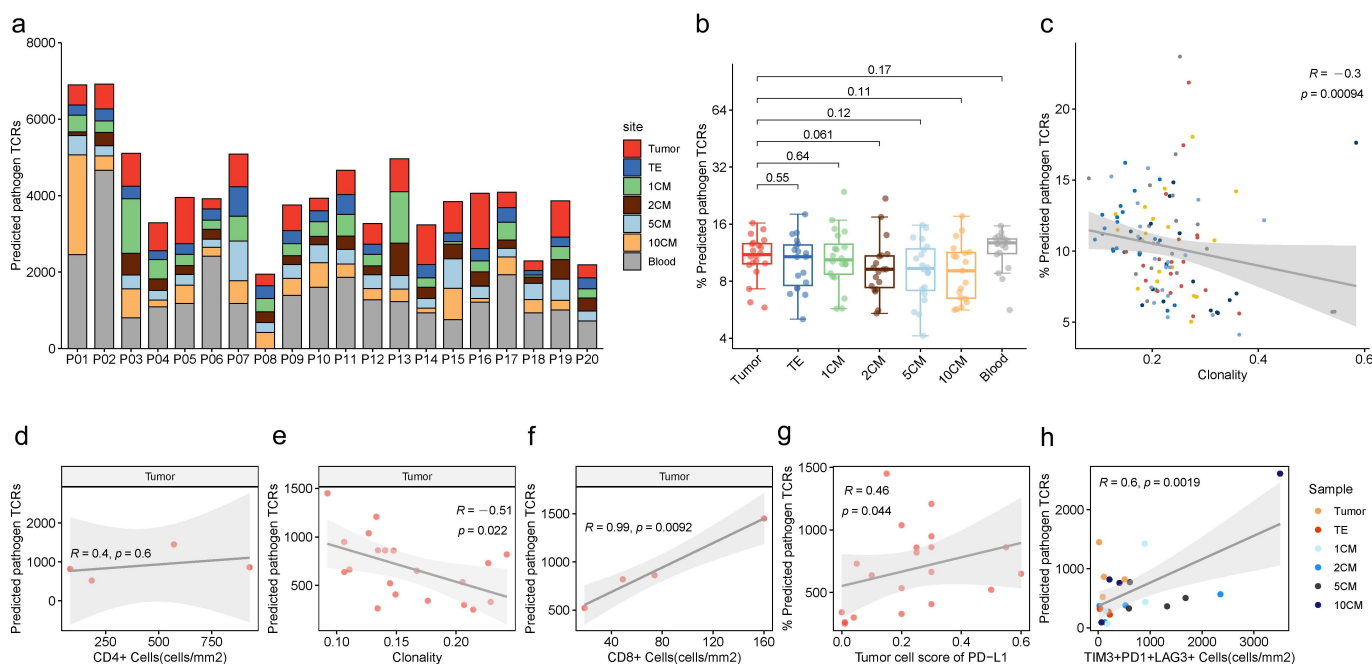 a
8000
6000
4000
2000
0
Predicted pathogen TCRs
P01 P02 P03 P04 P05 P06 P07 P08 P09 P10 P11 P12 P13 P14 P15 P16 P17 P18 P19 P20
site
Tumor
TE
1CM
2CM
5CM
10CM
Blood
b
% Predicted pathogen TCRs
64
32
16
8
4
0.17
0.11
0.12
0.061
0.64
0.55
Tumor TE 1CM 2CM 5CM 10CM Blood
c
% Predicted pathogen TCRs
20
15
10
5
R = −0.3
p = 0.00094
0.2 0.4 0.6
Clonality
d
Tumor
Predicted pathogen TCRs
2000
1000
0
R = 0.4, p = 0.6
250 500 750
CD4+ Cells(cells/mm2)
e
Tumor
Predicted pathogen TCRs
1500
1000
500
R = −0.51
p = 0.022
0.10 0.15 0.20
Clonality
f
Tumor
Predicted pathogen TCRs
1500
1000
500
R = 0.99, p = 0.0092
40 80 120 160
CD8+ Cells(cells/mm2)
g
% Predicted pathogen TCRs
1500
1000
500
R = 0.46
p = 0.044
0.0 0.2 0.4 0.6
Tumor cell score of PD−L1
h
Predicted pathogen TCRs
2000
1000
0
R = 0.6, p = 0.0019
0 1000 2000 3000
TIM3+PD1+LAG3+ Cells(cells/mm2)
Sample
Tumor
TE
1CM
2CM
5CM
10CM